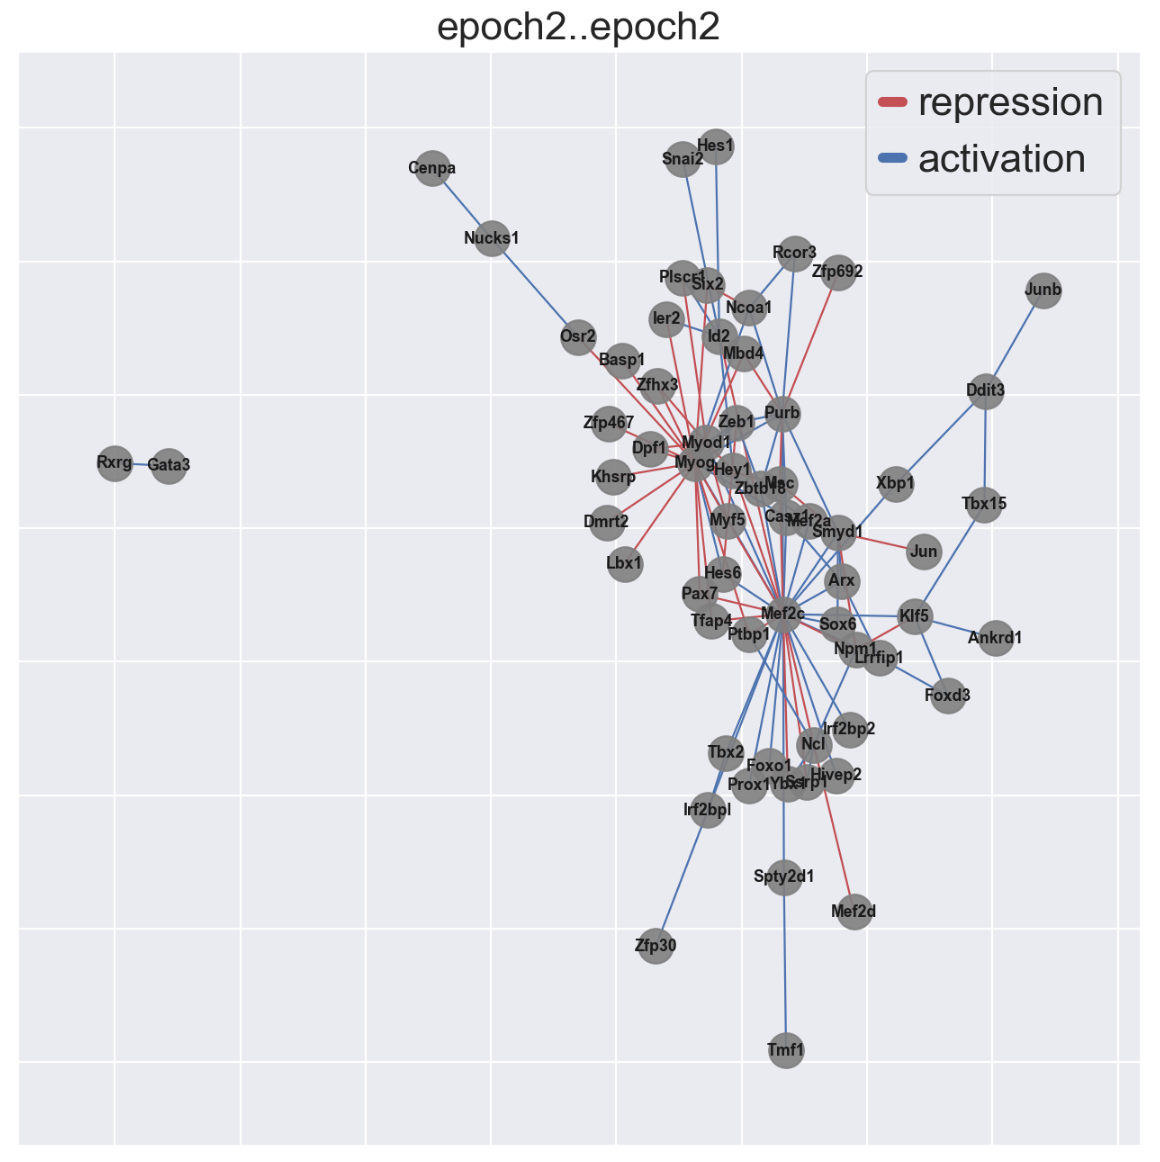 epoch2..epoch2
repression
activation
Hes1
Snai2
Cenpa
Nucks1
Rcor3
Zfp692
Plscr1
Six2
Junb
Ncoa1
Ier2
Id2
Osr2
Mbd4
Basp1
Zfhx3
Ddit3
Purb
Zfp467
Zeb1
Myod1
Dpf1
Rxrg
Gata3
Myog
Hey1
Khsrp
Zbtb18
Msc
Xbp1
Tbx15
Dmrt2
Myf5
Casz1
Mef2a
Smyd1
Jun
Lbx1
Hes6
Arx
Pax7
Mef2c
Klf5
Tfap4
Sox6
Ptbp1
Ankrd1
Npm1
Lrrfip1
Foxd3
Irf2bp2
Ncl
Tbx2
Foxo1
Hivep2
Prox1
Ybx1
Ssrp1
Irf2bpl
Spty2d1
Mef2d
Zfp30
Tmf1